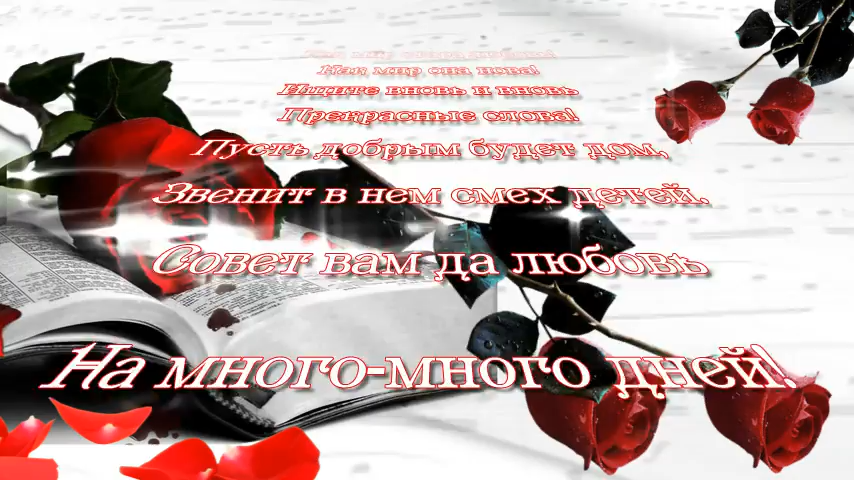 Как мир она нова!
Ищите вновь и вновь
Прекрасные слова!
Пусть добрым будет дом,
Звенит в нем смех детей.
Совет вам да любовь
На много-много дней!